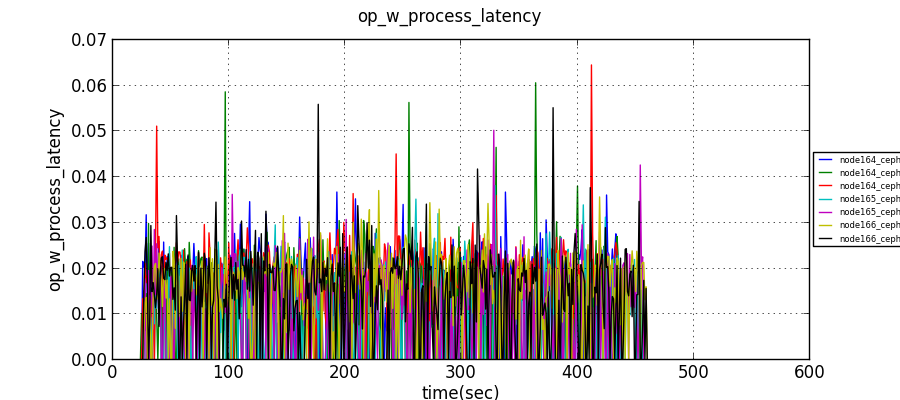 op_w_process_latency
0.07
0.06
0.05
0.04
0.03
0.02
0.01
0.00
op_w_process_latency
0 100 200 300 400 500 600
time(sec)
node164_ceph
node164_ceph
node164_ceph
node165_ceph
node165_ceph
node166_ceph
node166_ceph